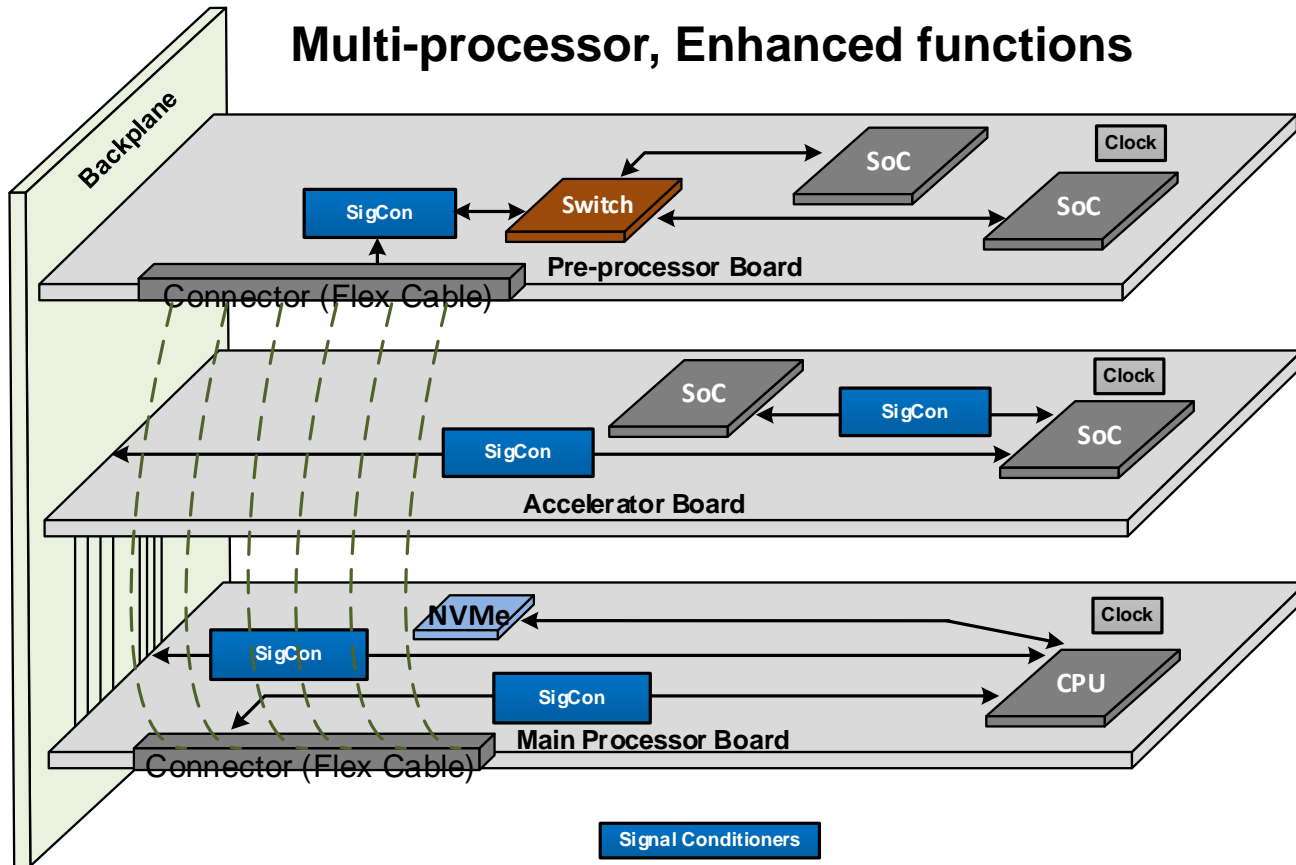 Multi-processor, Enhanced functions
Backplane
Clock
SoC
SigCon
Switch
SoC
Pre-processor Board
Connector (Flex Cable)
Clock
SoC
SigCon
SoC
SigCon
Accelerator Board
NVMe
Clock
SigCon
CPU
SigCon
Main Processor Board
Connector (Flex Cable)
Signal Conditioners